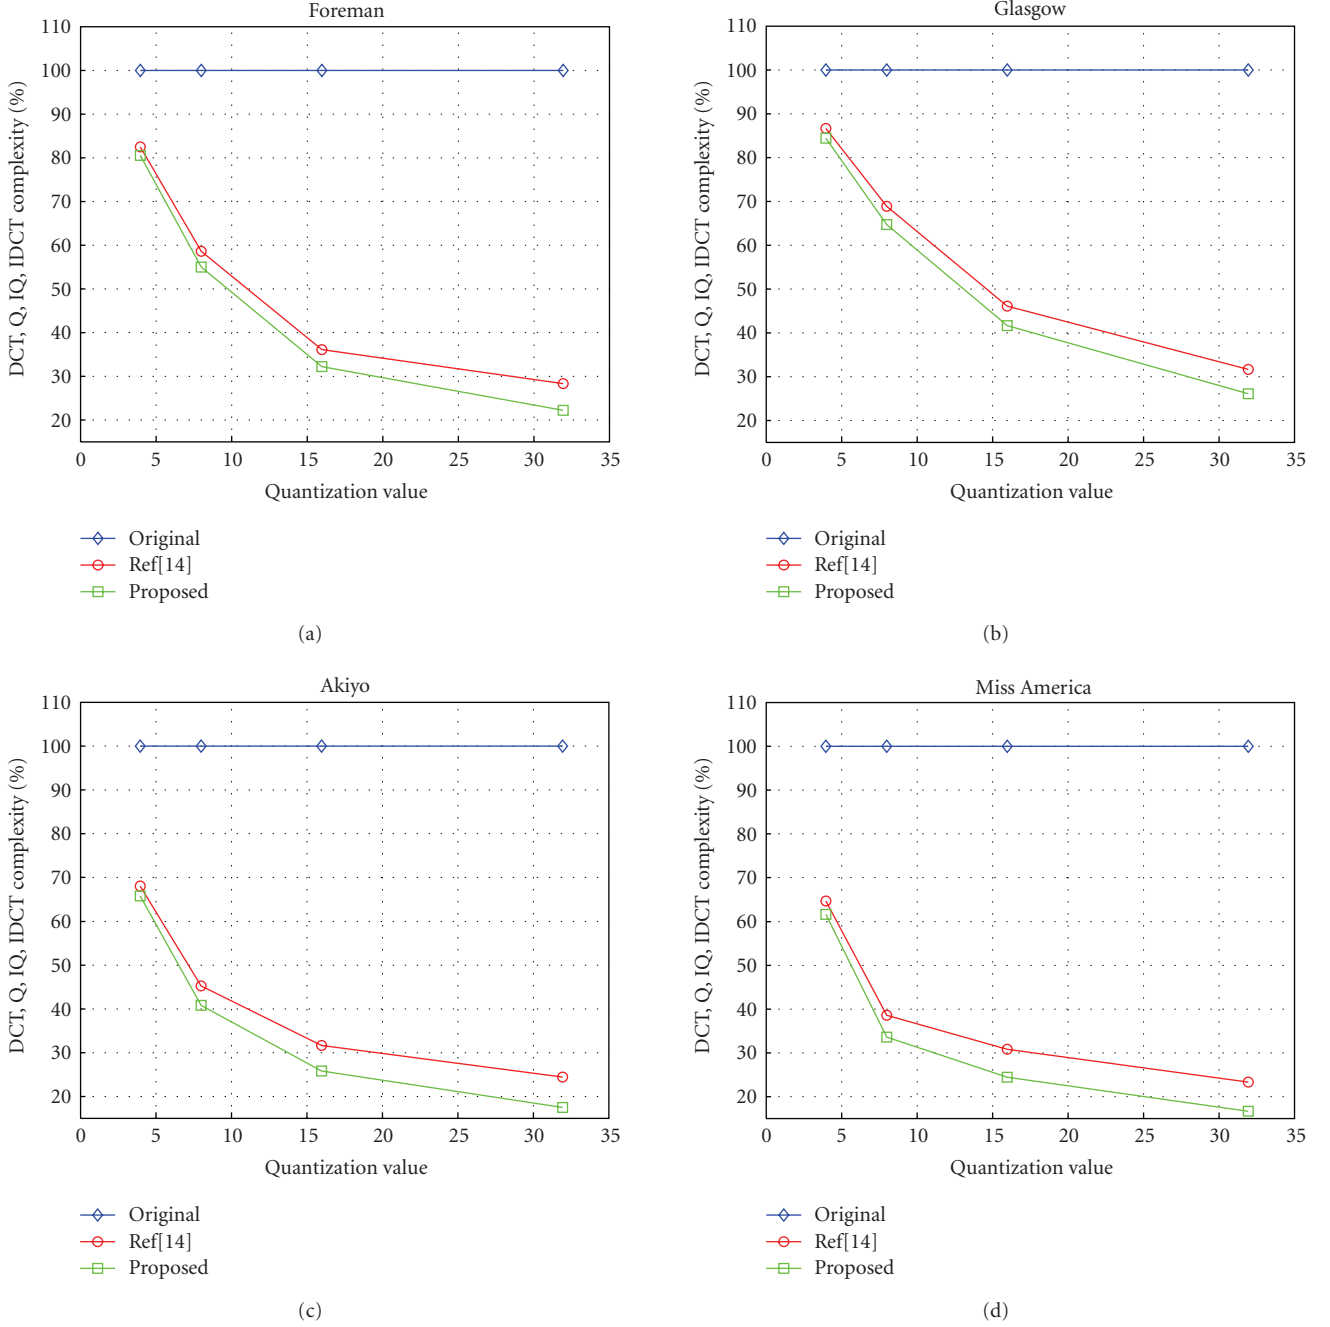 Foreman
110
100
90
80
70
60
50
40
30
20
0 5 10 15 20 25 30 35
DCT, Q, IQ, IDCT complexity (%)
Quantization value
Original
Ref[14]
Proposed
(a)
Glasgow
110
100
90
80
70
60
50
40
30
20
0 5 10 15 20 25 30 35
DCT, Q, IQ, IDCT complexity (%)
Quantization value
Original
Ref[14]
Proposed
(b)
Akiyo
110
100
90
80
70
60
50
40
30
20
0 5 10 15 20 25 30 35
DCT, Q, IQ, IDCT complexity (%)
Quantization value
Original
Ref[14]
Proposed
(c)
Miss America
110
100
90
80
70
60
50
40
30
20
0 5 10 15 20 25 30 35
DCT, Q, IQ, IDCT complexity (%)
Quantization value
Original
Ref[14]
Proposed
(d)